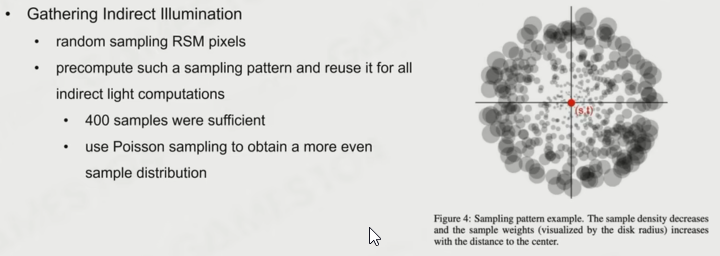 • Gathering Indirect Illumination
• random sampling RSM pixels
• precompute such a sampling pattern and reuse it for all
indirect light computations
• 400 samples were sufficient
• use Poisson sampling to obtain a more even
sample distribution
(s,t)
Figure 4: Sampling pattern example. The sample density decreases
and the sample weights (visualized by the disk radius) increases
with the distance to the center.